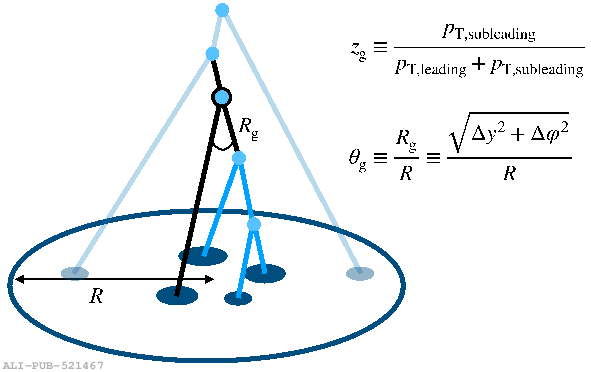 z_g ≡ p_T,subleading / (p_T,leading + p_T,subleading)
R_g
θ_g ≡ R_g / R ≡ √(Δy² + Δφ²) / R
R
ALI-PUB-521467